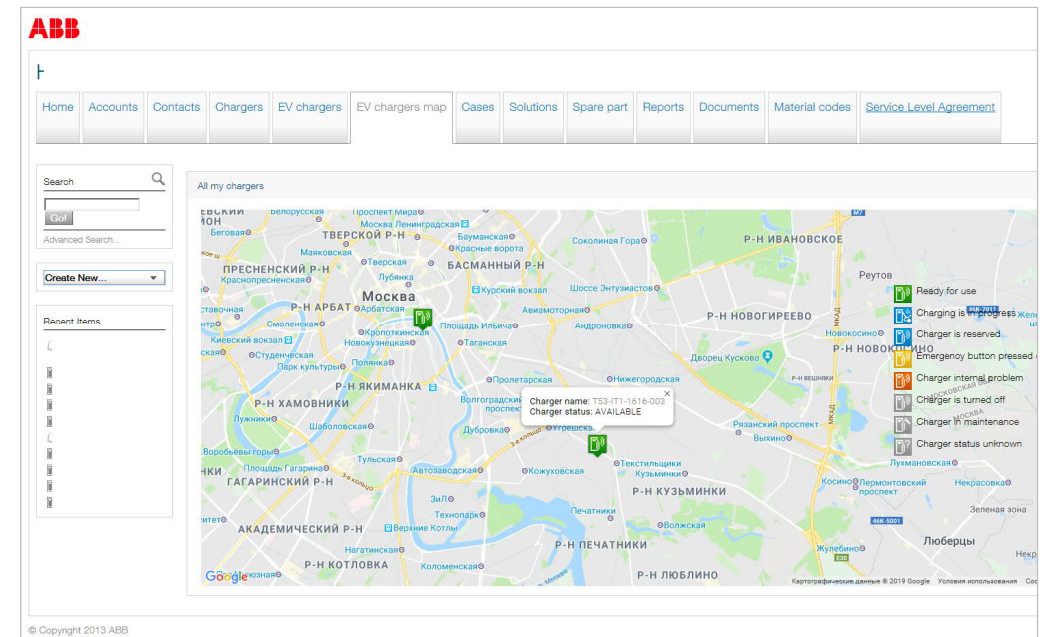 ABB
Home Accounts Contacts Chargers EV chargers EV chargers map Cases Solutions Spare part Reports Documents Material codes Service Level Agreement
Search
Go!
Advanced Search...
Create New...
Recent Items
All my chargers
Белорусская Проспект Мира
Москва Ленинградская
Беговая
ТВЕРСКОЙ Р-Н
Бауманская
Красные ворота
Соколиная Гора
Р-Н ИВАНОВСКОЕ
M7
Маяковская
Тверская
БАСМАННЫЙ Р-Н
ПРЕСНЕНСКИЙ Р-Н
Краснопресненская
Лубянка
Реутов
Курский вокзал
Шоссе Энтузиастов
Москва
Р-Н АРБАТ
Арбатская
Авиамоторная
Р-Н НОВОГИРЕЕВО
Смоленская
Кропоткинская
Площадь Ильича
Андроновка
Новокосино
Киевский вокзал
Новокузнецкая
Таганская
Р-Н НОВОКОСИНО
Студенческая
Полянка
Дворец Кусково
Парк культуры
Р-Н ЯКИМАНКА
Пролетарская
Нижегородская
Р-Н ВЕШНЯКИ
Р-Н ХАМОВНИКИ
Волгоградский проспект
Charger name: T53-IT1-1616-003
Charger status: AVAILABLE
Лужники
Шаболовская
Дубровка
Угрешская
Рязанский проспект
Выхино
Воробьевы горы
Тульская
Площадь Гагарина
Автозаводская
Кожуховская
Текстильщики
Кузьминки
Лухмановская
ГАГАРИНСКИЙ Р-Н
Р-Н КУЗЬМИНКИ
Косино
Лермонтовский проспект
Некрасовка
ЗиЛ
Технопарк
Печатники
Зеленая зона
АКАДЕМИЧЕСКИЙ Р-Н
Верхние Котлы
Волжская
46K-5001
Люберцы
Нагатинская
Р-Н ПЕЧАТНИКИ
Жулебино
E30
Р-Н КОТЛОВКА
Коломенская
Р-Н ЛЮБЛИНО
Ready for use
Charging is in progress
Charger is reserved
Emergency button pressed
Charger internal problem
Charger is turned off
Charger in maintenance
Charger status unknown
Google
Картографические данные © 2019 Google Условия использования
© Copyright 2013 ABB